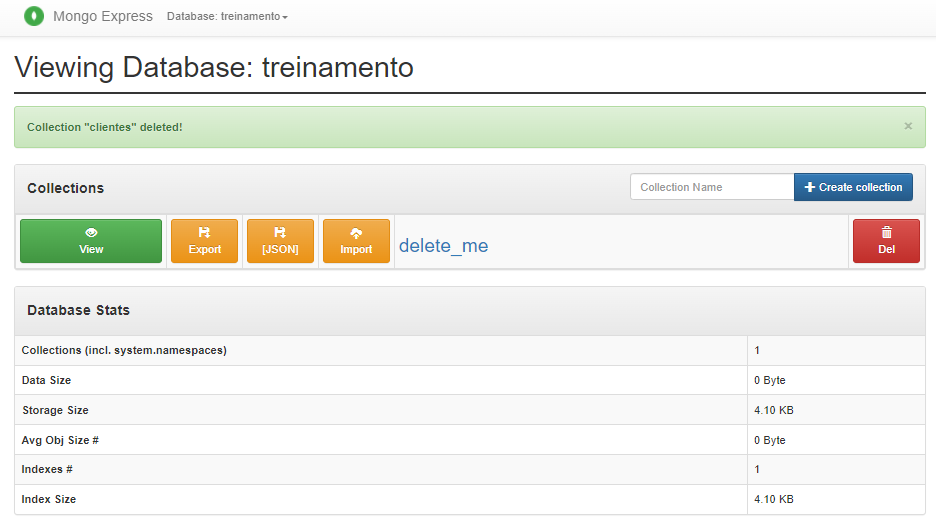 Mongo Express Database: treinamento
Viewing Database: treinamento
Collection "clientes" deleted! ×
Collections Collection Name Create collection
View Export [JSON] Import delete_me Del
Database Stats
Collections (incl. system.namespaces) 1
Data Size 0 Byte
Storage Size 4.10 KB
Avg Obj Size # 0 Byte
Indexes # 1
Index Size 4.10 KB